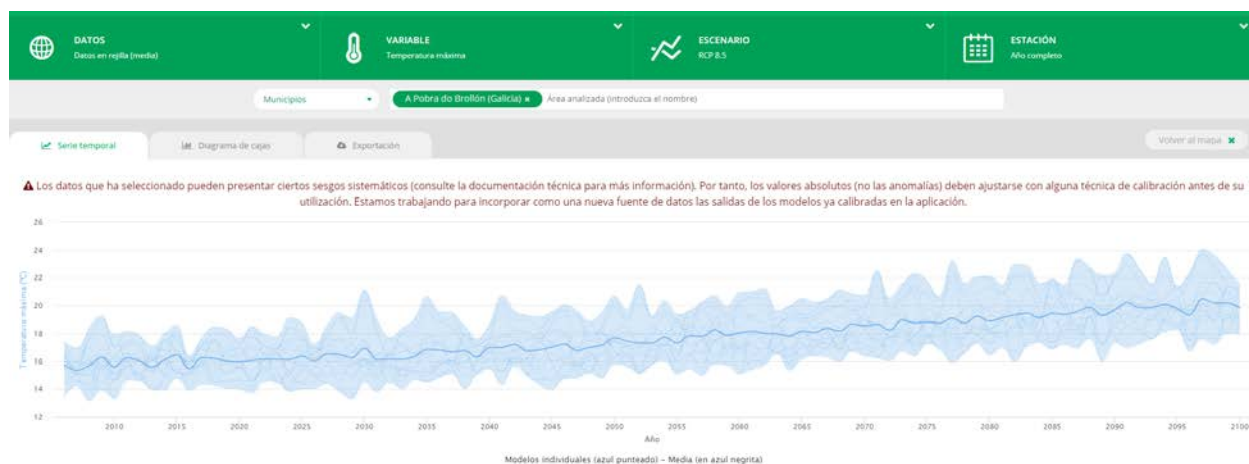 DATOS
Datos en rejilla (media)
VARIABLE
Temperatura máxima
ESCENARIO
RCP 8.5
ESTACIÓN
Año completo
Municipios
A Pobra do Brollón (Galicia) ×
Área analizada (introduzca el nombre)
Serie temporal
Diagrama de cajas
Exportación
Volver al mapa ✖
Los datos que ha seleccionado pueden presentar ciertos sesgos sistemáticos (consulte la documentación técnica para más información). Por tanto, los valores absolutos (no las anomalías) deben ajustarse con alguna técnica de calibración antes de su
utilización. Estamos trabajando para incorporar como una nueva fuente de datos las salidas de los modelos ya calibradas en la aplicación.
Temperatura máxima (ºC)
26
24
22
20
18
16
14
12
2010 2015 2020 2025 2030 2035 2040 2045 2050 2055 2060 2065 2070 2075 2080 2085 2090 2095 2100
Año
Modelos individuales (azul punteado) – Media (en azul negrita)